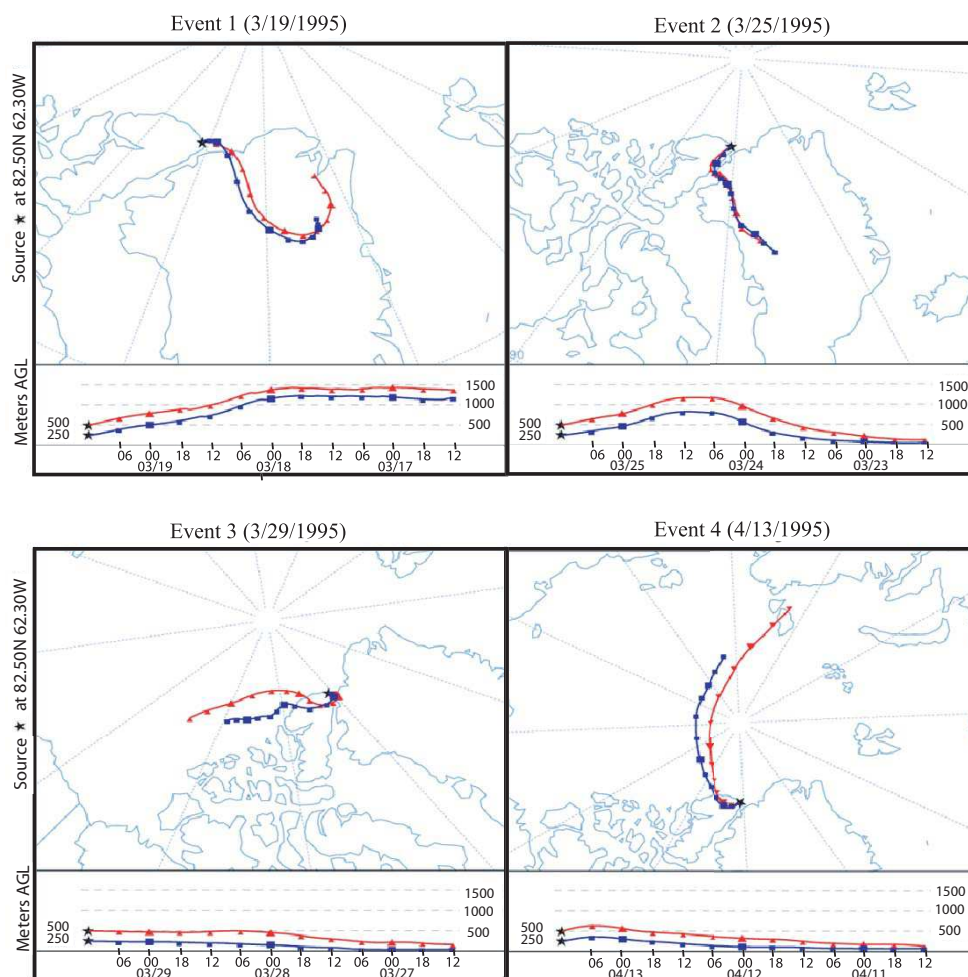 Event 1 (3/19/1995)
Event 2 (3/25/1995)
Source ★ at 82.50N 62.30W
90
Meters AGL
1500
1000
500
500
250
06 00 18 12 06 00 18 12 06 00 18 12
03/19 03/18 03/17
1500
1000
500
500
250
06 00 18 12 06 00 18 12 06 00 18 12
03/25 03/24 03/23
Event 3 (3/29/1995)
Event 4 (4/13/1995)
Source ★ at 82.50N 62.30W
Meters AGL
1500
1000
500
500
250
06 00 18 12 06 00 18 12 06 00 18 12
03/29 03/28 03/27
1500
1000
500
500
250
06 00 18 12 06 00 18 12 06 00 18 12
04/13 04/12 04/11